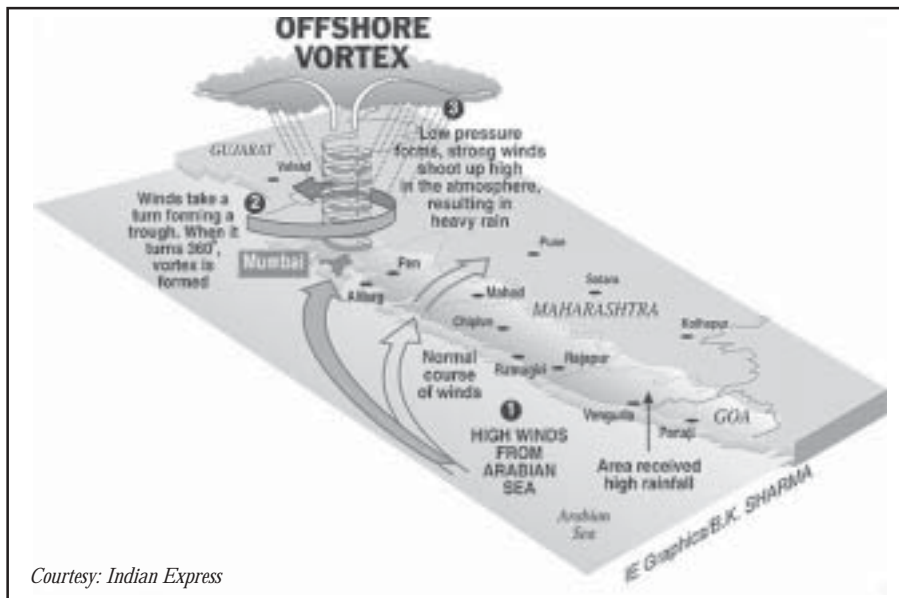 OFFSHORE
VORTEX
3
Low pressure
forms, strong winds
shoot up high
in the atmosphere,
resulting in
heavy rain
GUJARAT
Valsad
2
Winds take a
turn forming a
trough. When it
turns 360°,
vortex is
formed
Mumbai
Pen
Alibag
Pune
Satara
Mahad
MAHARASHTRA
Kolhapur
Chiplun
Ratnagiri
Rajapur
Normal
course
of winds
1
HIGH WINDS
FROM
ARABIAN
SEA
Vengurla
GOA
Panaji
Area received
high rainfall
Arabian
Sea
IE Graphics/B.K. SHARMA
Courtesy: Indian Express